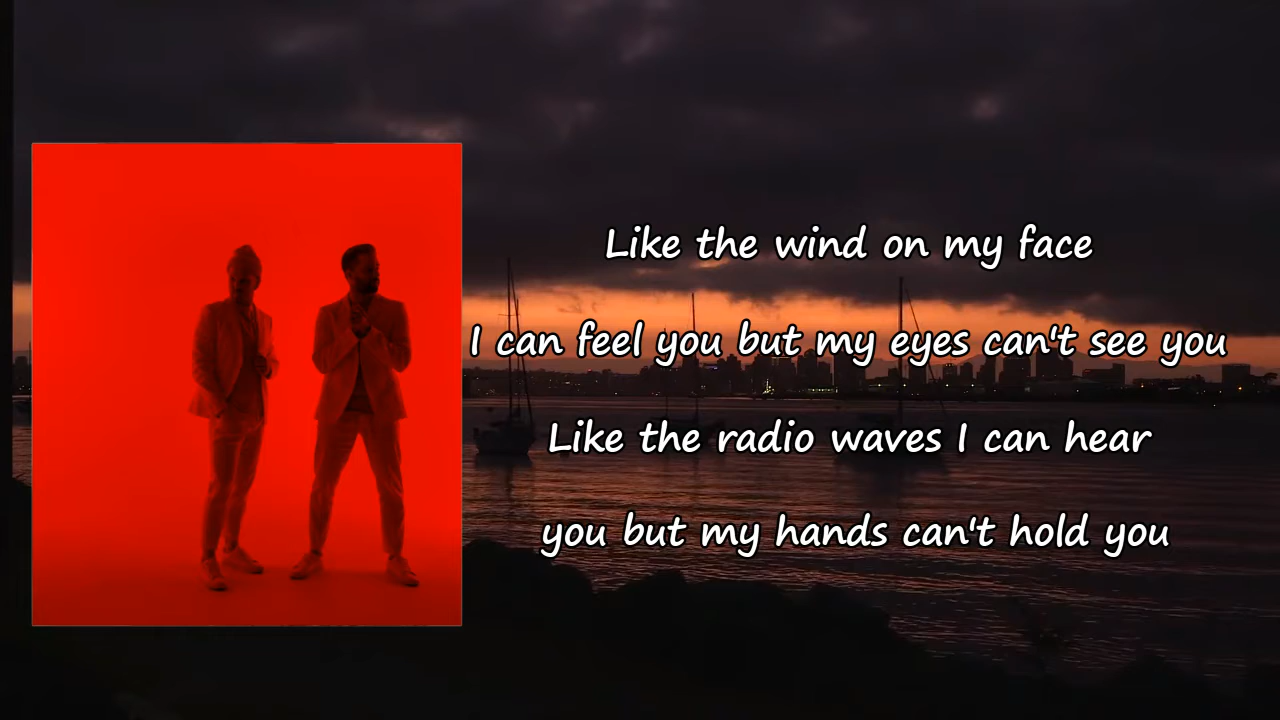 Like the wind on my face
I can feel you but my eyes can't see you
Like the radio waves I can hear
you but my hands can't hold you